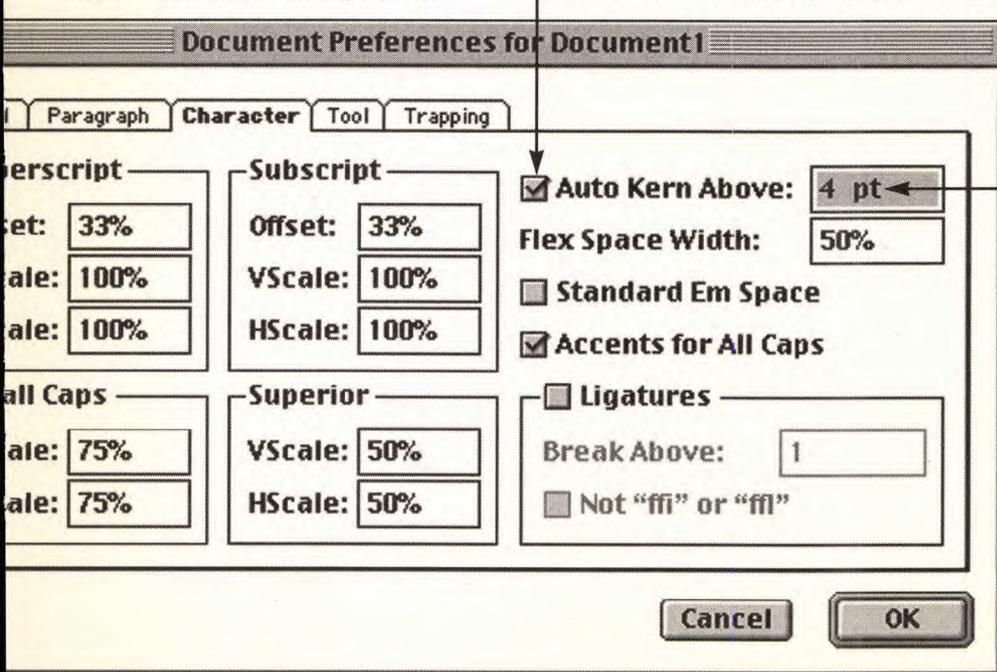 Document Preferences for Document1
Paragraph Character Tool Trapping
Subscript
Auto Kern Above: 4 pt
33% Offset: 33% Flex Space Width: 50%
100% VScale: 100% Standard Em Space
100% HScale: 100% Accents for All Caps
Caps Superior Ligatures
75% VScale: 50% Break Above: 1
75% HScale: 50% Not “ffi” or “ffl”
Cancel OK